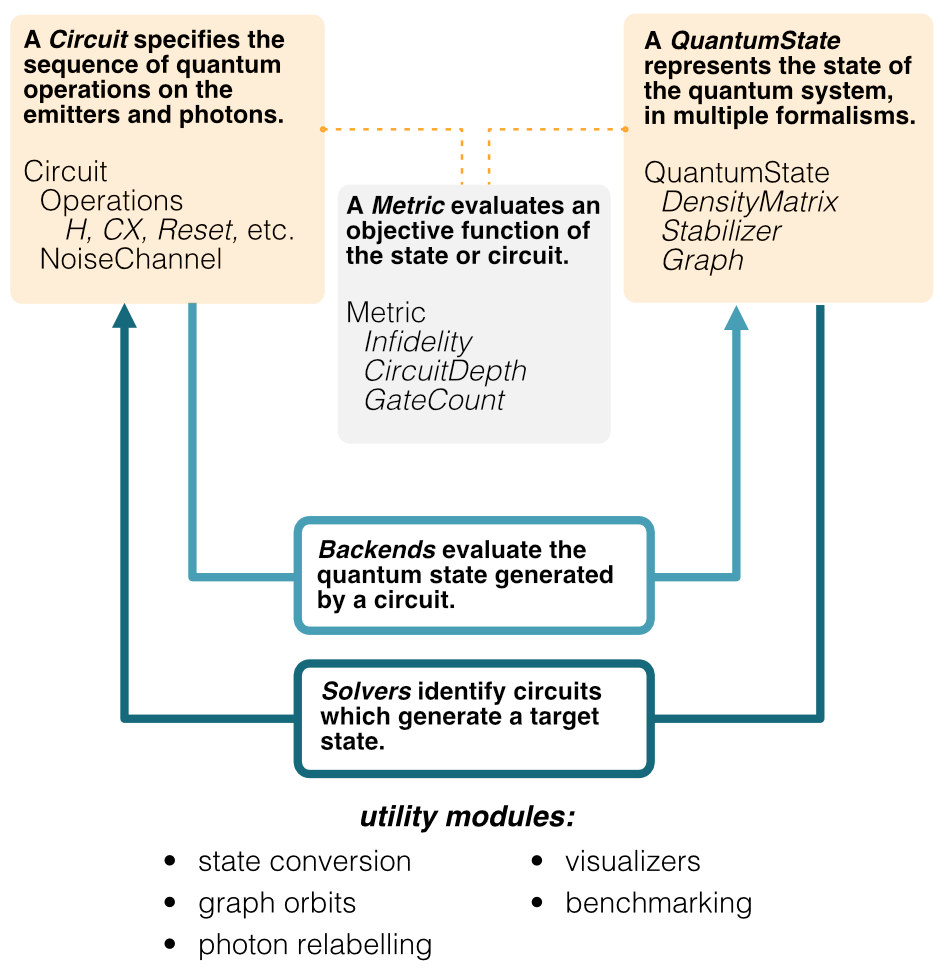 A Circuit specifies the
sequence of quantum
operations on the
emitters and photons.
Circuit
Operations
H, CX, Reset, etc.
NoiseChannel
A Metric evaluates an
objective function of
the state or circuit.
Metric
Infidelity
CircuitDepth
GateCount
A QuantumState
represents the state of
the quantum system,
in multiple formalisms.
QuantumState
DensityMatrix
Stabilizer
Graph
Backends evaluate the
quantum state generated
by a circuit.
Solvers identify circuits
which generate a target
state.
utility modules:
• state conversion
• graph orbits
• photon relabelling
• visualizers
• benchmarking